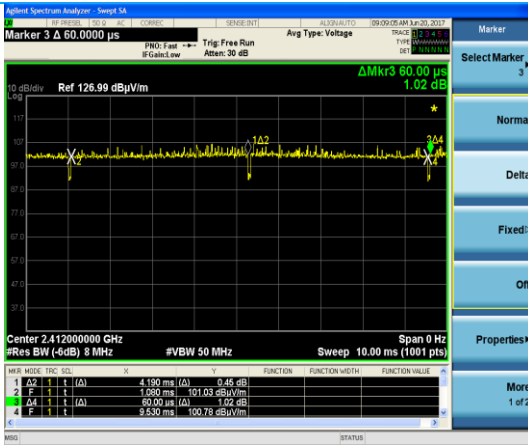 Agilent Spectrum Analyzer - Swept SA
RF PRESEL 50 Ω AC CORREC SENSE:INT ALIGNAUTO 09:09:05 AM Jun 20, 2017
Marker 3 Δ 60.0000 µs
Avg Type: Voltage
TRACE 1 2 3 4 5 6
TYPE
DET P N N N N N
PNO: Fast Trig: Free Run
IFGain:Low Atten: 30 dB
Marker
Select Marker
3
ΔMkr3 60.00 µs
1.02 dB
10 dB/div Ref 126.99 dBµV/m
Log
117
107
97.0
87.0
77.0
67.0
57.0
47.0
37.0
2
1Δ2
3Δ4
4
Normal
Delta
Fixed
Off
Properties
More
1 of 2
Center 2.412000000 GHz Span 0 Hz
#Res BW (-6dB) 8 MHz #VBW 50 MHz Sweep 10.00 ms (1001 pts)
MKR MODE TRC SCL X Y FUNCTION FUNCTION WIDTH FUNCTION VALUE
1 Δ2 1 t (Δ) 4.190 ms (Δ) 0.45 dB
2 F 1 t 1.080 ms 101.03 dBµV/m
3 Δ4 1 t (Δ) 60.00 µs (Δ) 1.02 dB
4 F 1 t 9.530 ms 100.78 dBµV/m
MSG STATUS